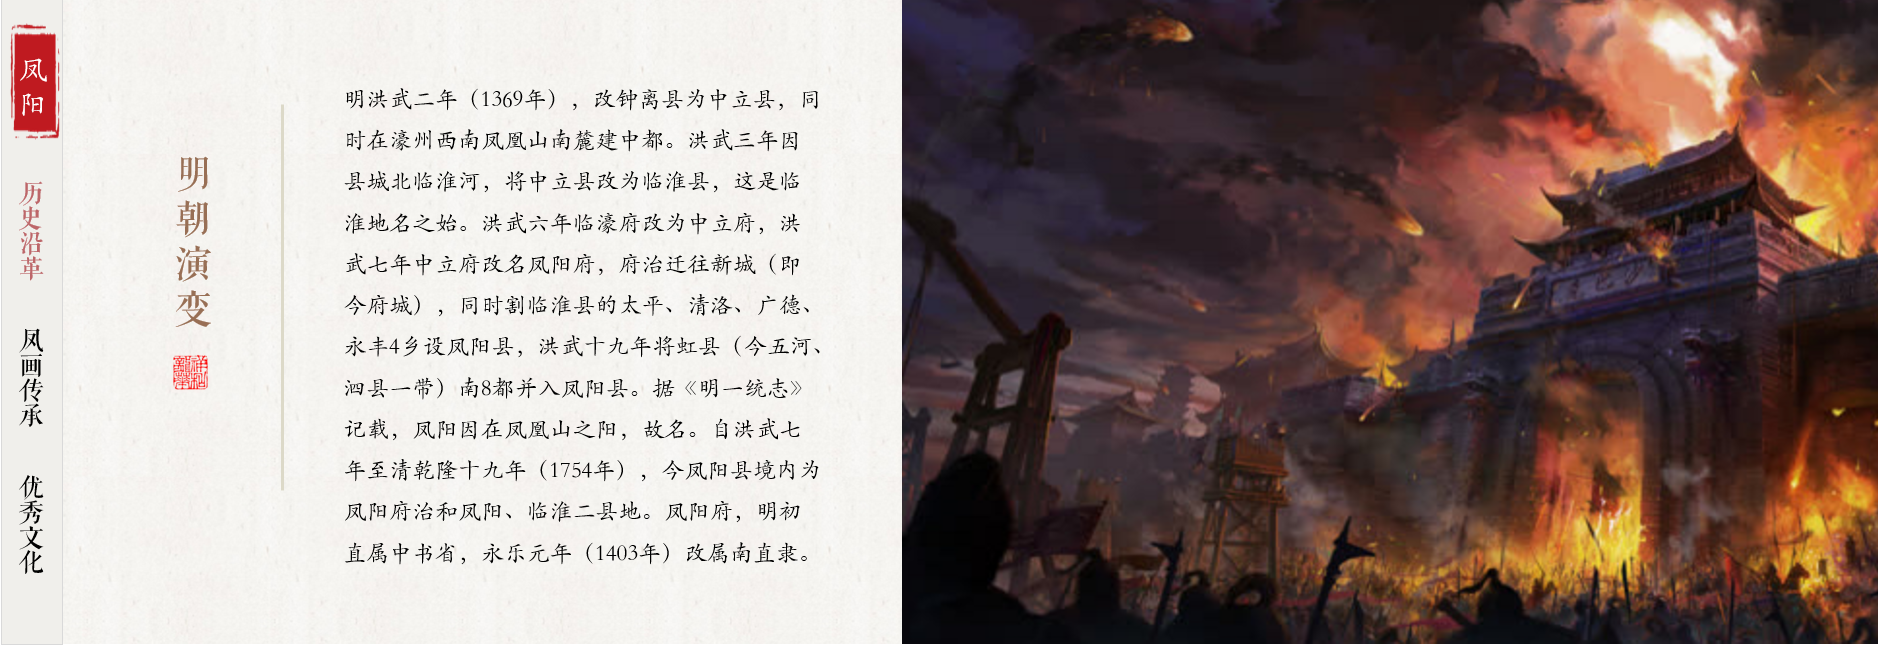 凤阳
历史沿革
凤画传承
优秀文化
明朝演变
明洪武二年（1369年），改钟离县为中立县，同
时在濠州西南凤凰山南麓建中都。洪武三年因
县城北临淮河，将中立县改为临淮县，这是临
淮地名之始。洪武六年临濠府改为中立府，洪
武七年中立府改名凤阳府，府治迁往新城（即
今府城），同时割临淮县的太平、清洛、广德、
永丰4乡设凤阳县，洪武十九年将虹县（今五河、
泗县一带）南8都并入凤阳县。据《明一统志》
记载，凤阳因在凤凰山之阳，故名。自洪武七
年至清乾隆十九年（1754年），今凤阳县境内为
凤阳府治和凤阳、临淮二县地。凤阳府，明初
直属中书省，永乐元年（1403年）改属南直隶。